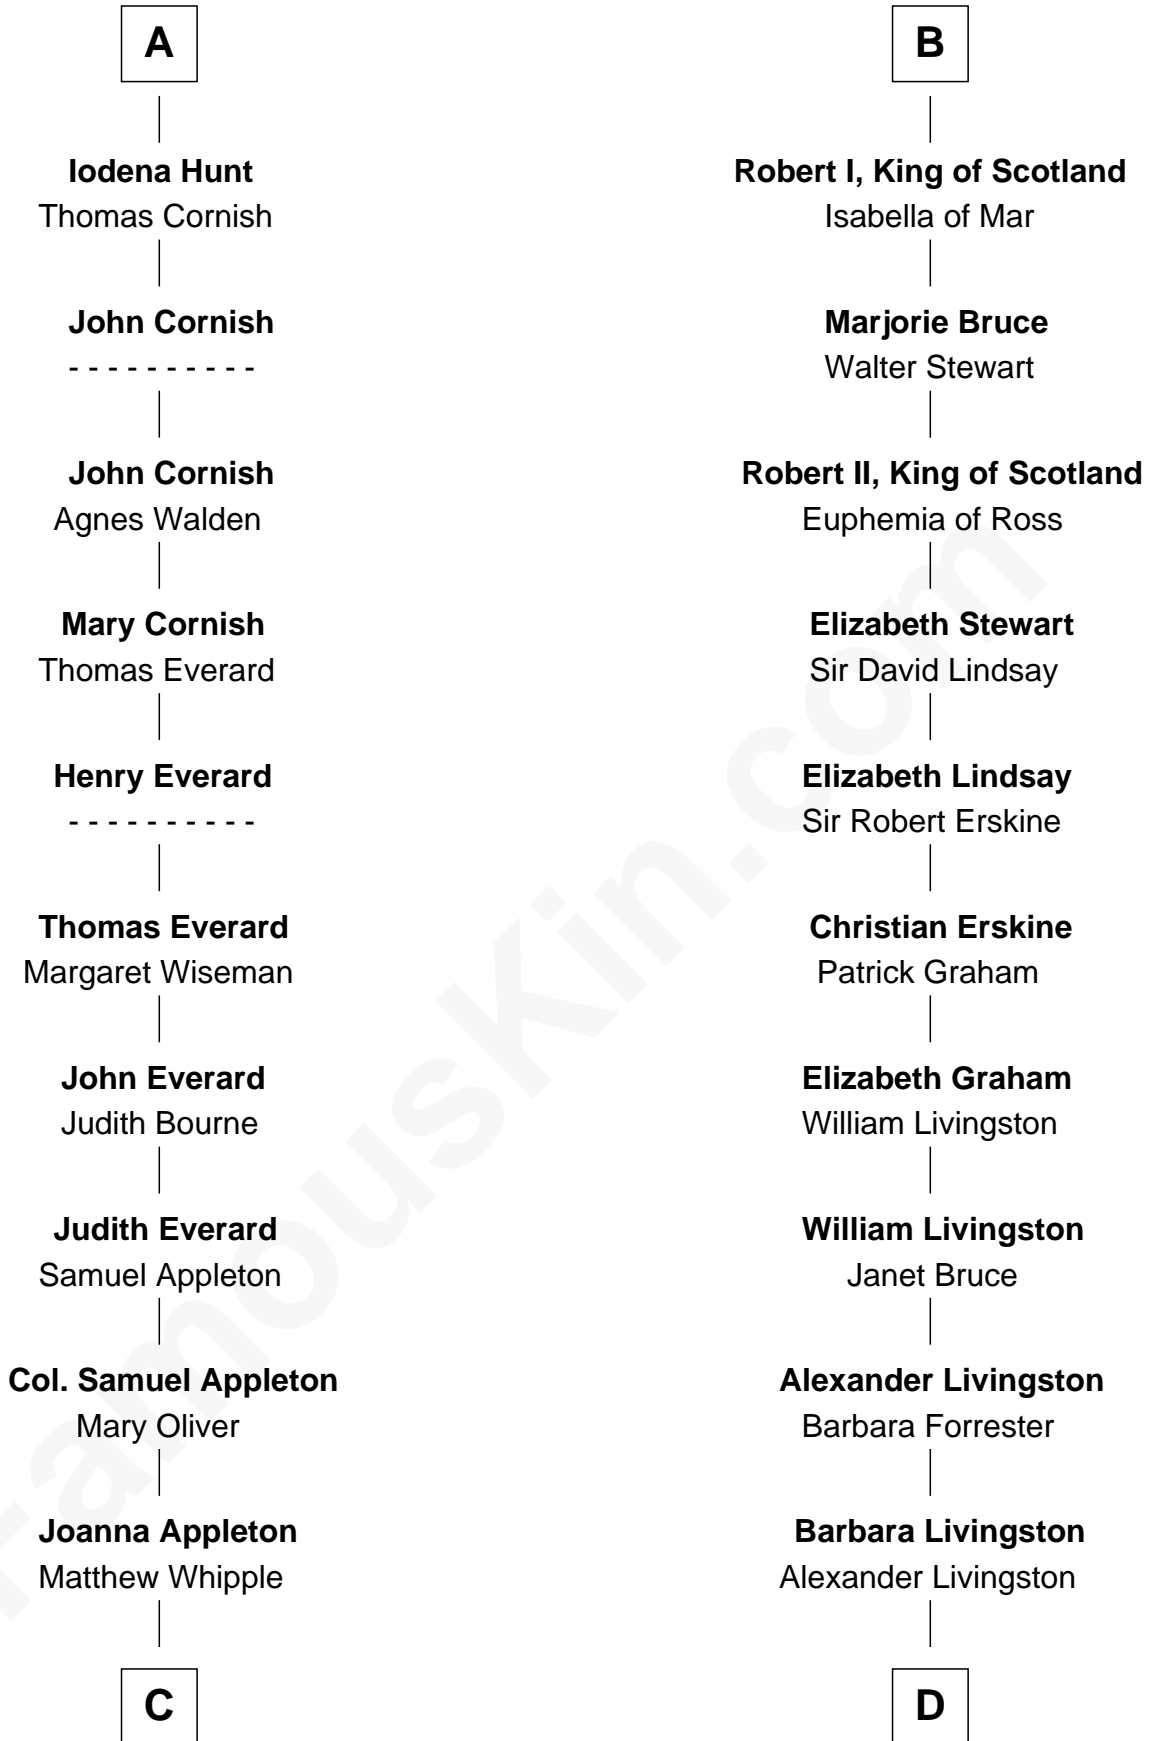 A
Iodena Hunt
Thomas Cornish
John Cornish
- - - - - - - - - -
John Cornish
Agnes Walden
Mary Cornish
Thomas Everard
Henry Everard
- - - - - - - - - -
Thomas Everard
Margaret Wiseman
John Everard
Judith Bourne
Judith Everard
Samuel Appleton
Col. Samuel Appleton
Mary Oliver
Joanna Appleton
Matthew Whipple
C
B
Robert I, King of Scotland
Isabella of Mar
Marjorie Bruce
Walter Stewart
Robert II, King of Scotland
Euphemia of Ross
Elizabeth Stewart
Sir David Lindsay
Elizabeth Lindsay
Sir Robert Erskine
Christian Erskine
Patrick Graham
Elizabeth Graham
William Livingston
William Livingston
Janet Bruce
Alexander Livingston
Barbara Forrester
Barbara Livingston
Alexander Livingston
D
FamousKin.com